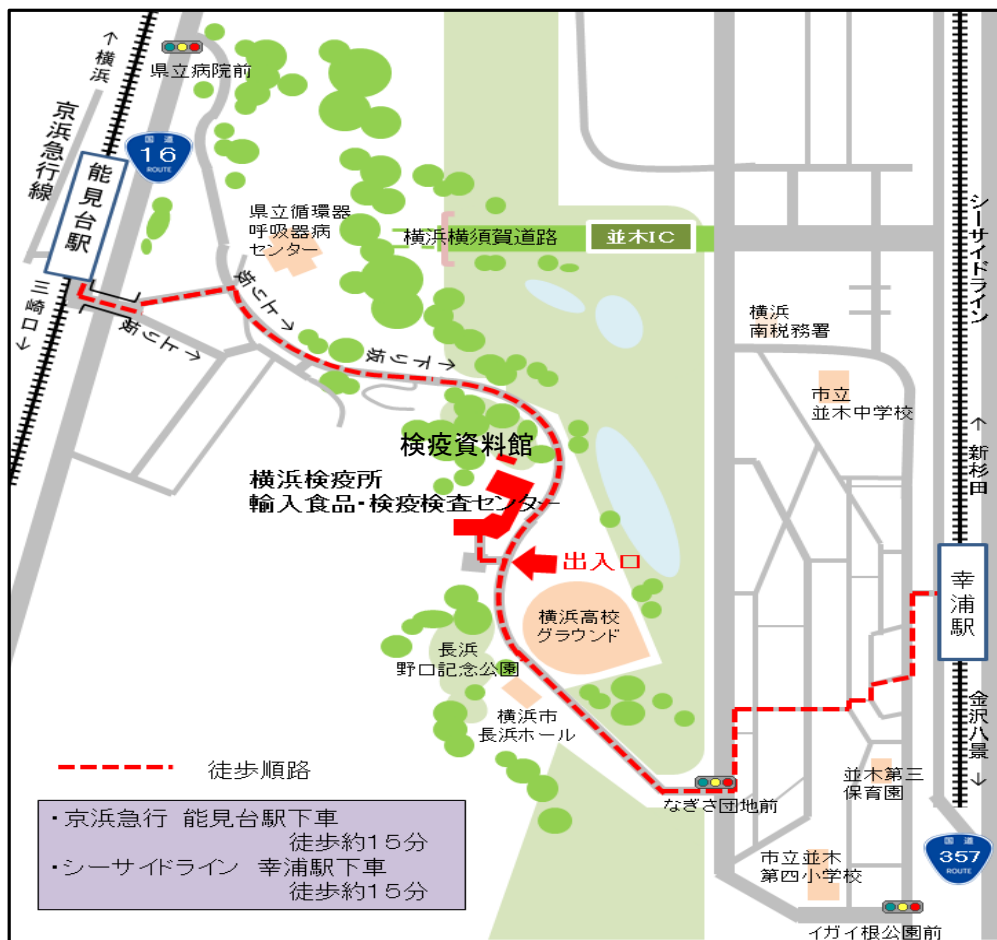 ↑横浜
京浜急行線
能見台駅
三崎口↓
県立病院前
国道
16
ROUTE
県立循環器
呼吸器病
センター
上り坂→
上り坂→
下り坂→
横浜横須賀道路
並木IC
シーサイドライン
横浜
南税務署
市立
並木中学校
↑新杉田
幸浦駅
金沢八景↓
検疫資料館
横浜検疫所
輸入食品・検疫検査センター
出入口
横浜高校
グラウンド
長浜
野口記念公園
横浜市
長浜ホール
なぎさ団地前
並木第三
保育園
市立並木
第四小学校
国道
357
ROUTE
イガイ根公園前
徒歩順路
・京浜急行 能見台駅下車
徒歩約15分
・シーサイドライン 幸浦駅下車
徒歩約15分